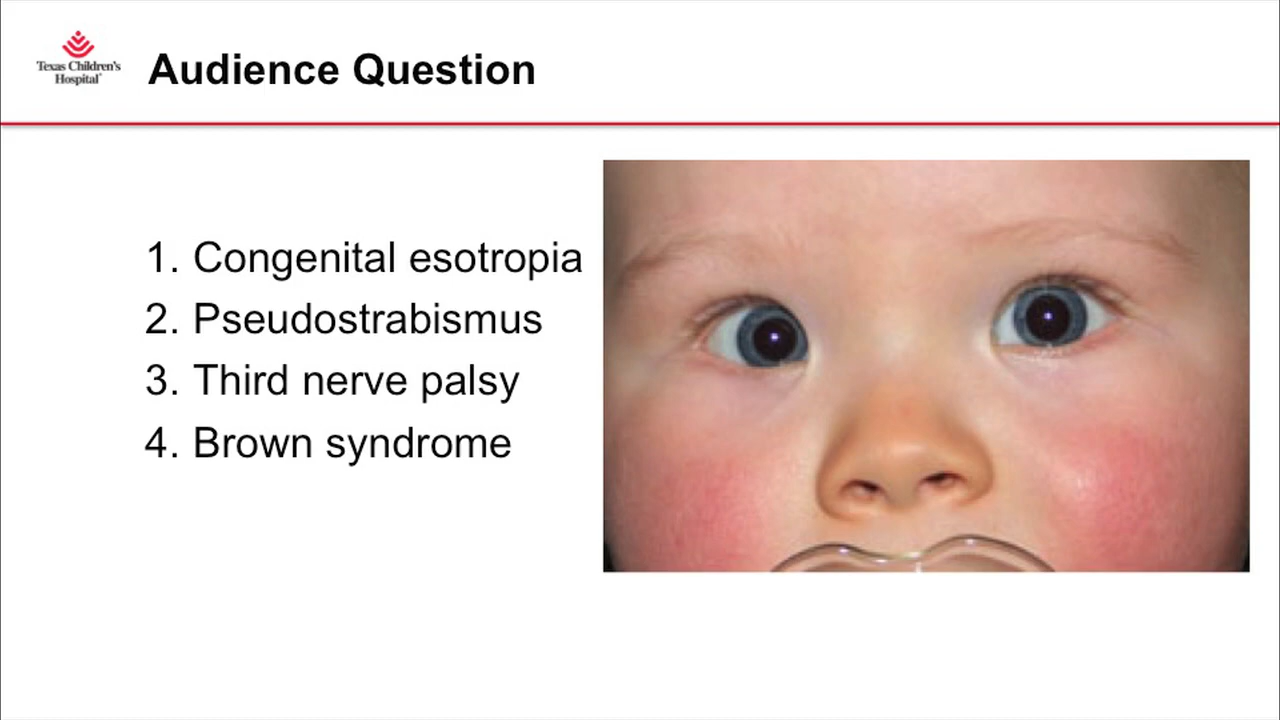 Texas Children's
Hospital
Audience Question
1. Congenital esotropia
2. Pseudostrabismus
3. Third nerve palsy
4. Brown syndrome